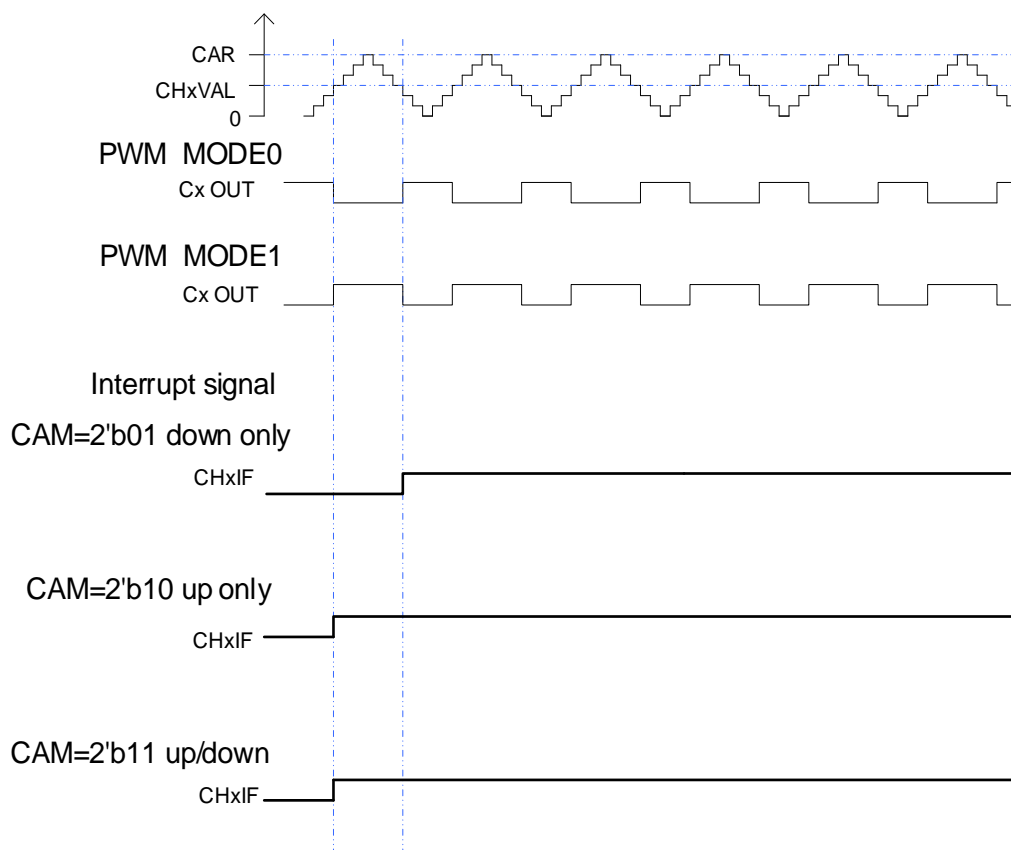 CAR
CHxVAL
0
PWM MODE0
Cx OUT
PWM MODE1
Cx OUT
Interrupt signal
CAM=2'b01 down only
CHxIF
CAM=2'b10 up only
CHxIF
CAM=2'b11 up/down
CHxIF